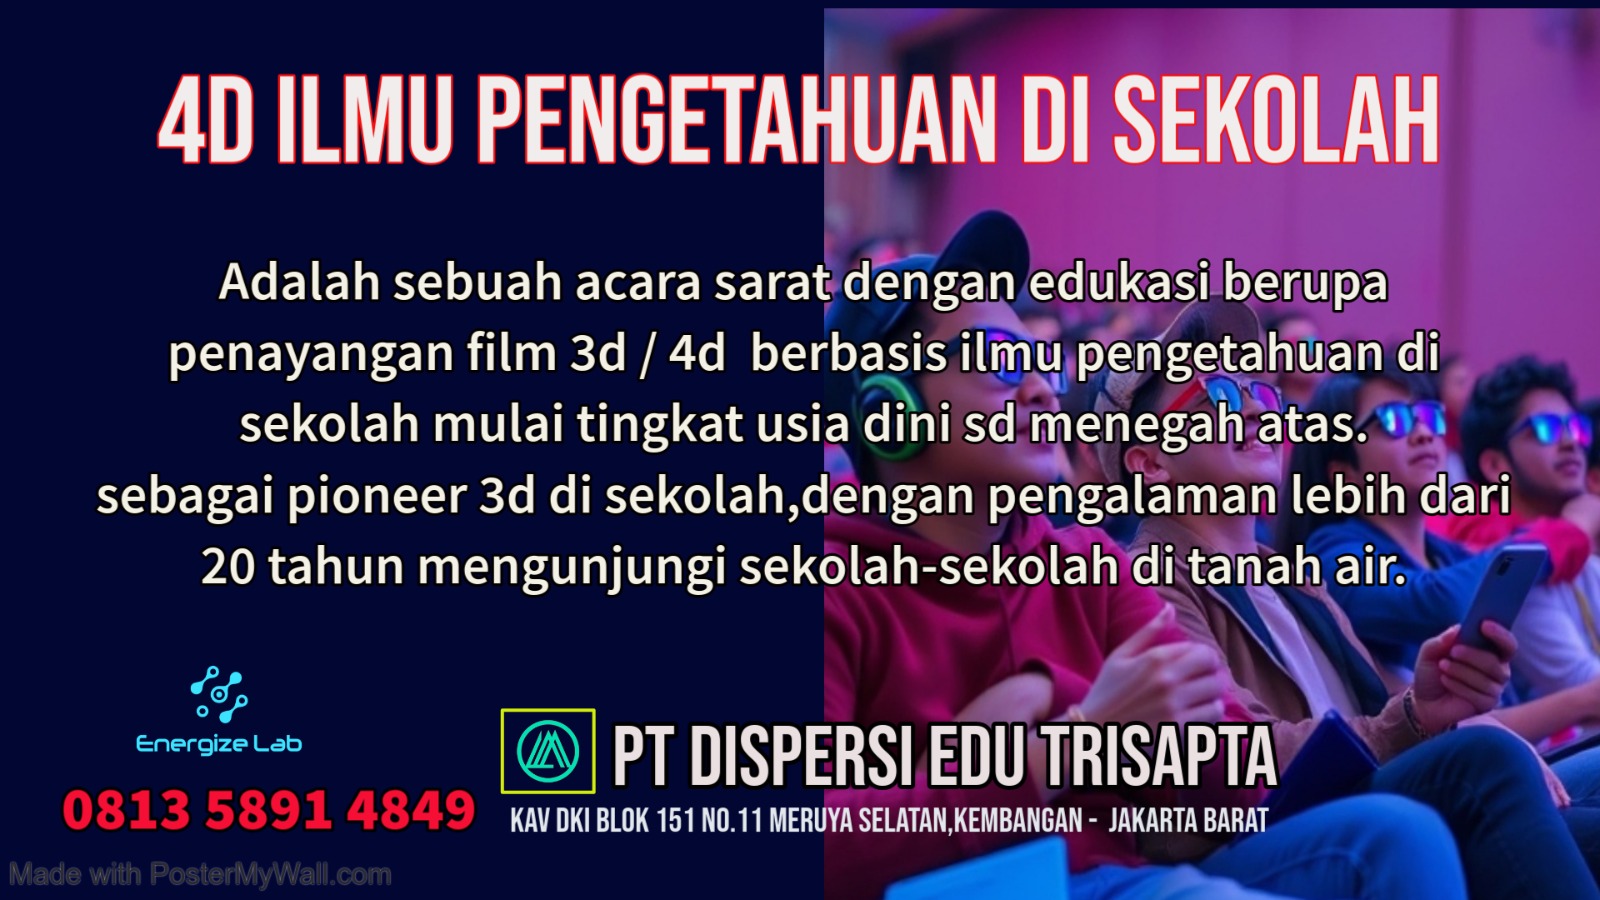 4D ILMU PENGETAHUAN DI SEKOLAH
Adalah sebuah acara sarat dengan edukasi berupa
penayangan film 3d / 4d berbasis ilmu pengetahuan di
sekolah mulai tingkat usia dini sd menegah atas.
sebagai pioneer 3d di sekolah,dengan pengalaman lebih dari
20 tahun mengunjungi sekolah-sekolah di tanah air.
Energize Lab
0813 5891 4849
PT DISPERSI EDU TRISAPTA
KAV DKI BLOK 151 NO.11 MERUYA SELATAN,KEMBANGAN - JAKARTA BARAT
Made with PosterMyWall.com